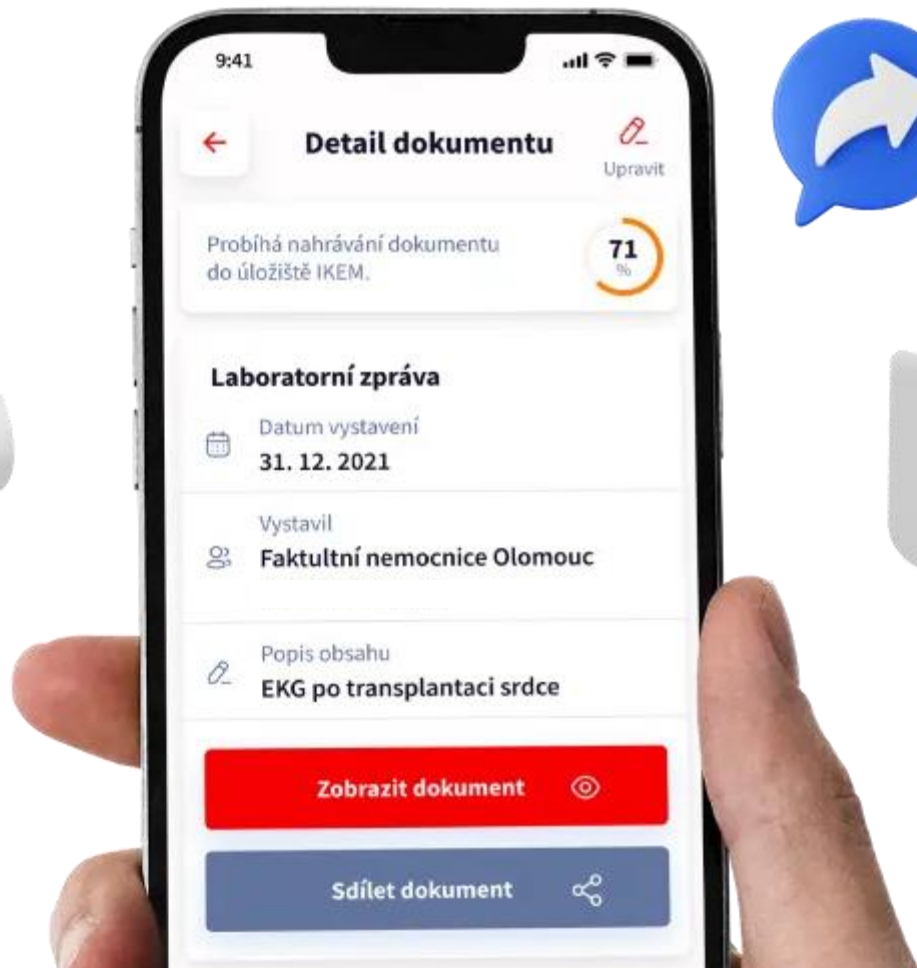 9:41
Detail dokumentu
Upravit
Probíhá nahrávání dokumentu
do úložiště IKEM.
71
%
Laboratorní zpráva
Datum vystavení
31. 12. 2021
Vystavil
Faktultní nemocnice Olomouc
Popis obsahu
EKG po transplantaci srdce
Zobrazit dokument
Sdílet dokument